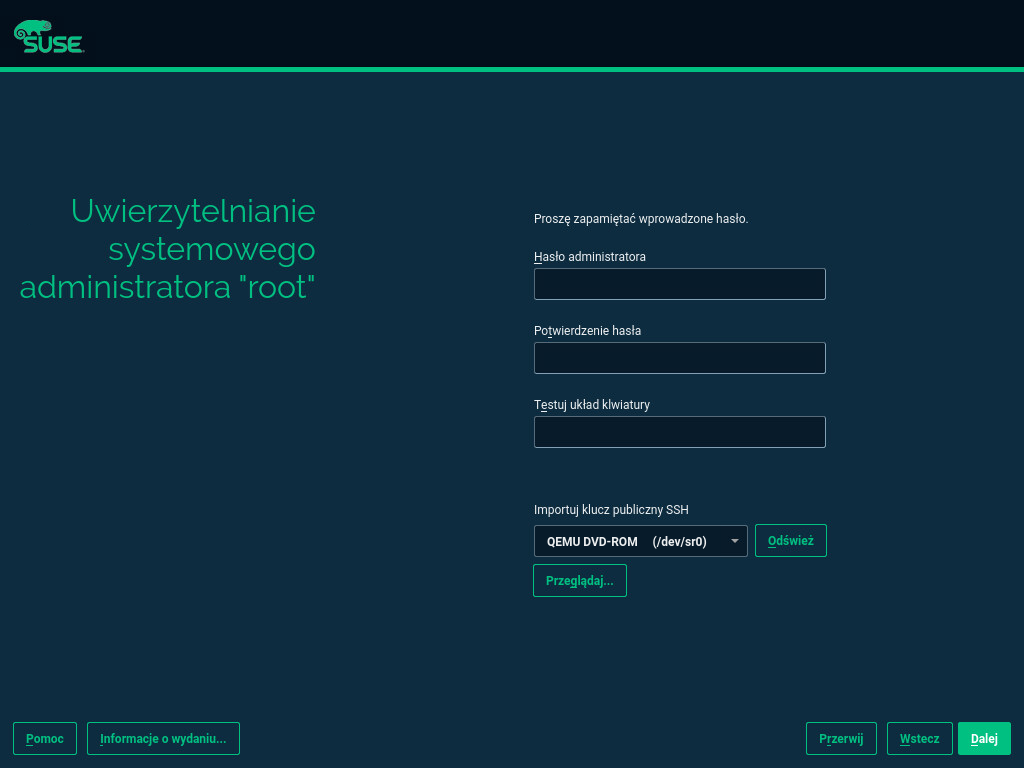 SUSE
Uwierzytelnianie
systemowego
administratora "root"
Proszę zapamiętać wprowadzone hasło.
Hasło administratora
Potwierdzenie hasła
Testuj układ klwiatury
Importuj klucz publiczny SSH
QEMU DVD-ROM (/dev/sr0)
Odśwież
Przeglądaj...
Pomoc
Informacje o wydaniu...
Przerwij
Wstecz
Dalej